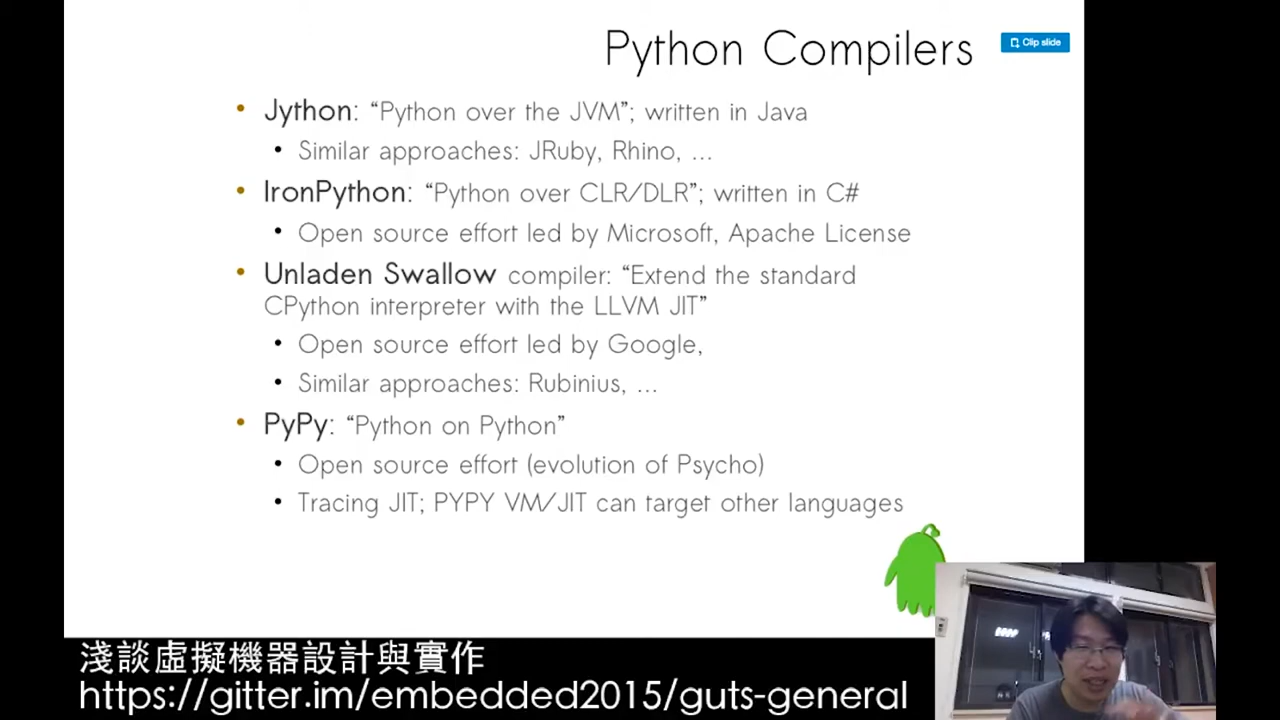 Python Compilers
Clip slide
• Jython: “Python over the JVM”; written in Java
• Similar approaches: JRuby, Rhino, ...
• IronPython: “Python over CLR/DLR”; written in C#
• Open source effort led by Microsoft, Apache License
• Unladen Swallow compiler: “Extend the standard
CPython interpreter with the LLVM JIT”
• Open source effort led by Google,
• Similar approaches: Rubinius, ...
• PyPy: “Python on Python”
• Open source effort (evolution of Psycho)
• Tracing JIT; PYPY VM/JIT can target other languages
淺談虛擬機器設計與實作
https://gitter.im/embedded2015/guts-general